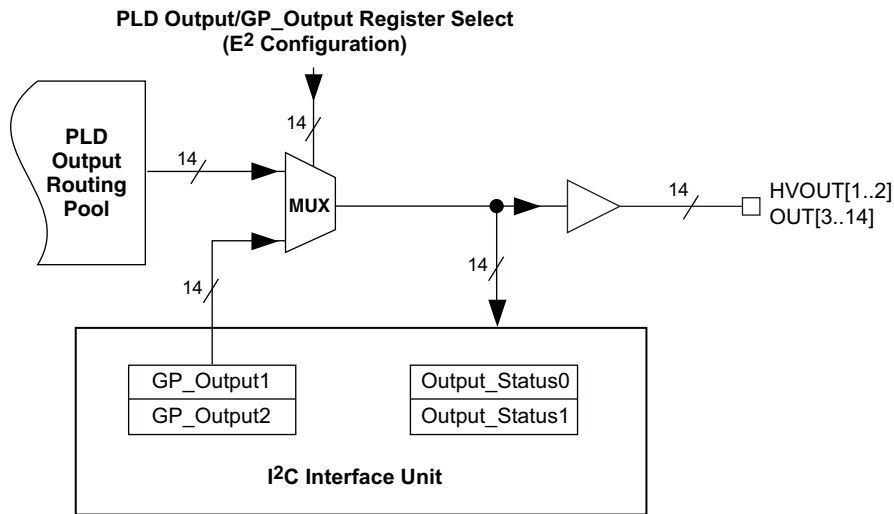 PLD Output/GP_Output Register Select
(E2 Configuration)
14
PLD
Output
Routing
Pool
14
MUX
14
HVOUT[1..2]
OUT[3..14]
14
14
GP_Output1
GP_Output2
Output_Status0
Output_Status1
I2C Interface Unit